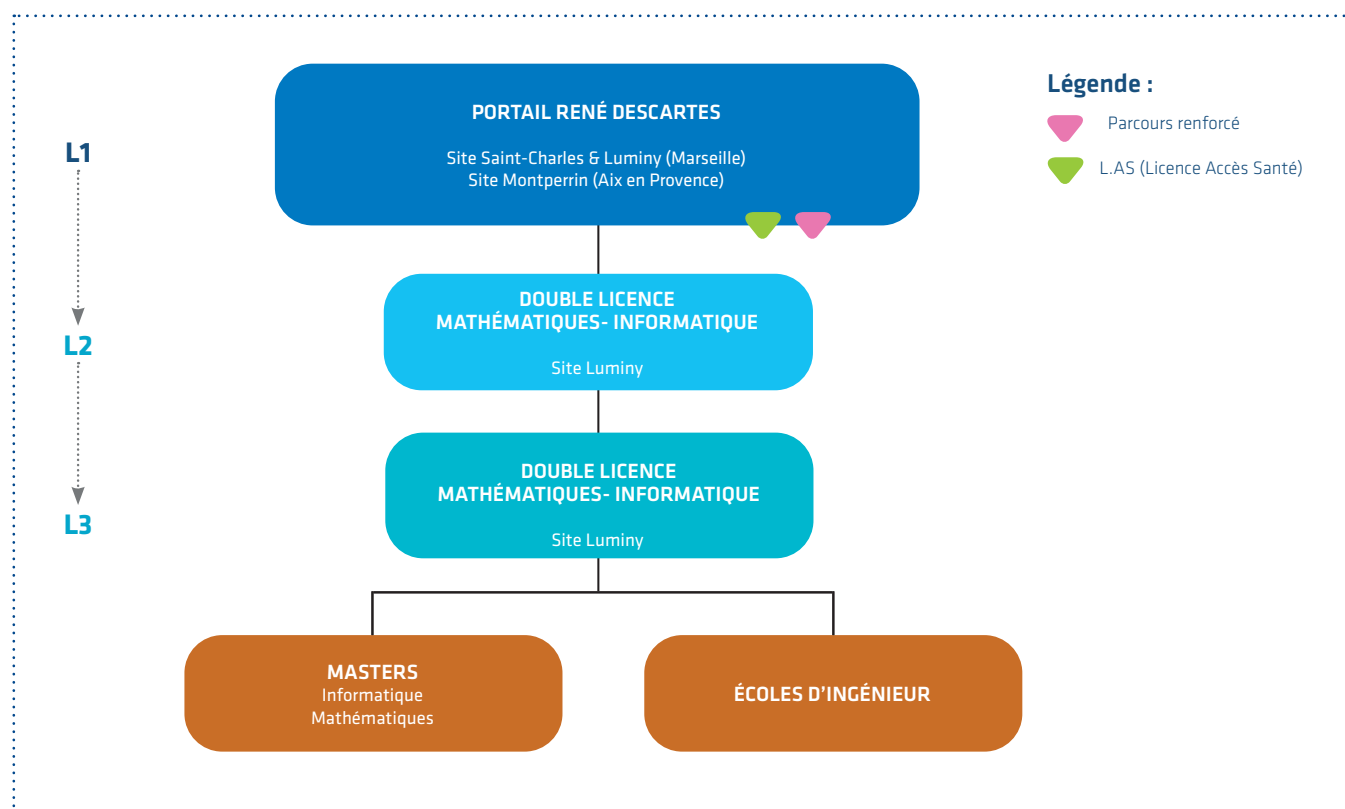 PORTAIL RENÉ DESCARTES
Site Saint-Charles & Luminy (Marseille)
Site Montperrin (Aix en Provence)
Légende :
Parcours renforcé
L.AS (Licence Accès Santé)
L1
DOUBLE LICENCE
MATHÉMATIQUES- INFORMATIQUE
Site Luminy
L2
DOUBLE LICENCE
MATHÉMATIQUES- INFORMATIQUE
Site Luminy
L3
MASTERS
Informatique
Mathématiques
ÉCOLES D’INGÉNIEUR